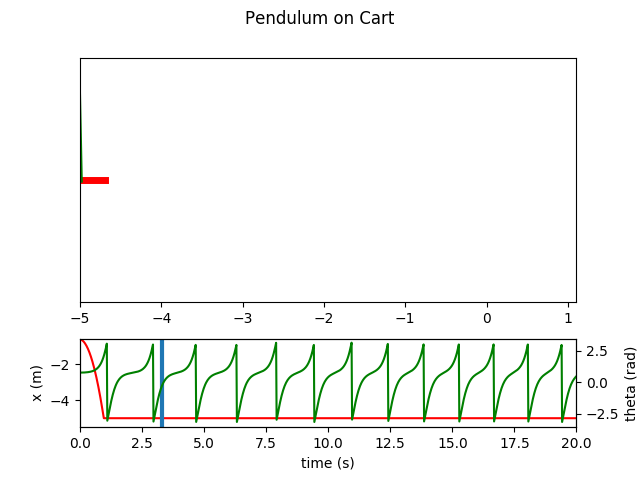 Pendulum on Cart
−5 −4 −3 −2 −1 0 1
x (m)
−2
−4
2.5
0.0
−2.5
theta (rad)
0.0 2.5 5.0 7.5 10.0 12.5 15.0 17.5 20.0
time (s)